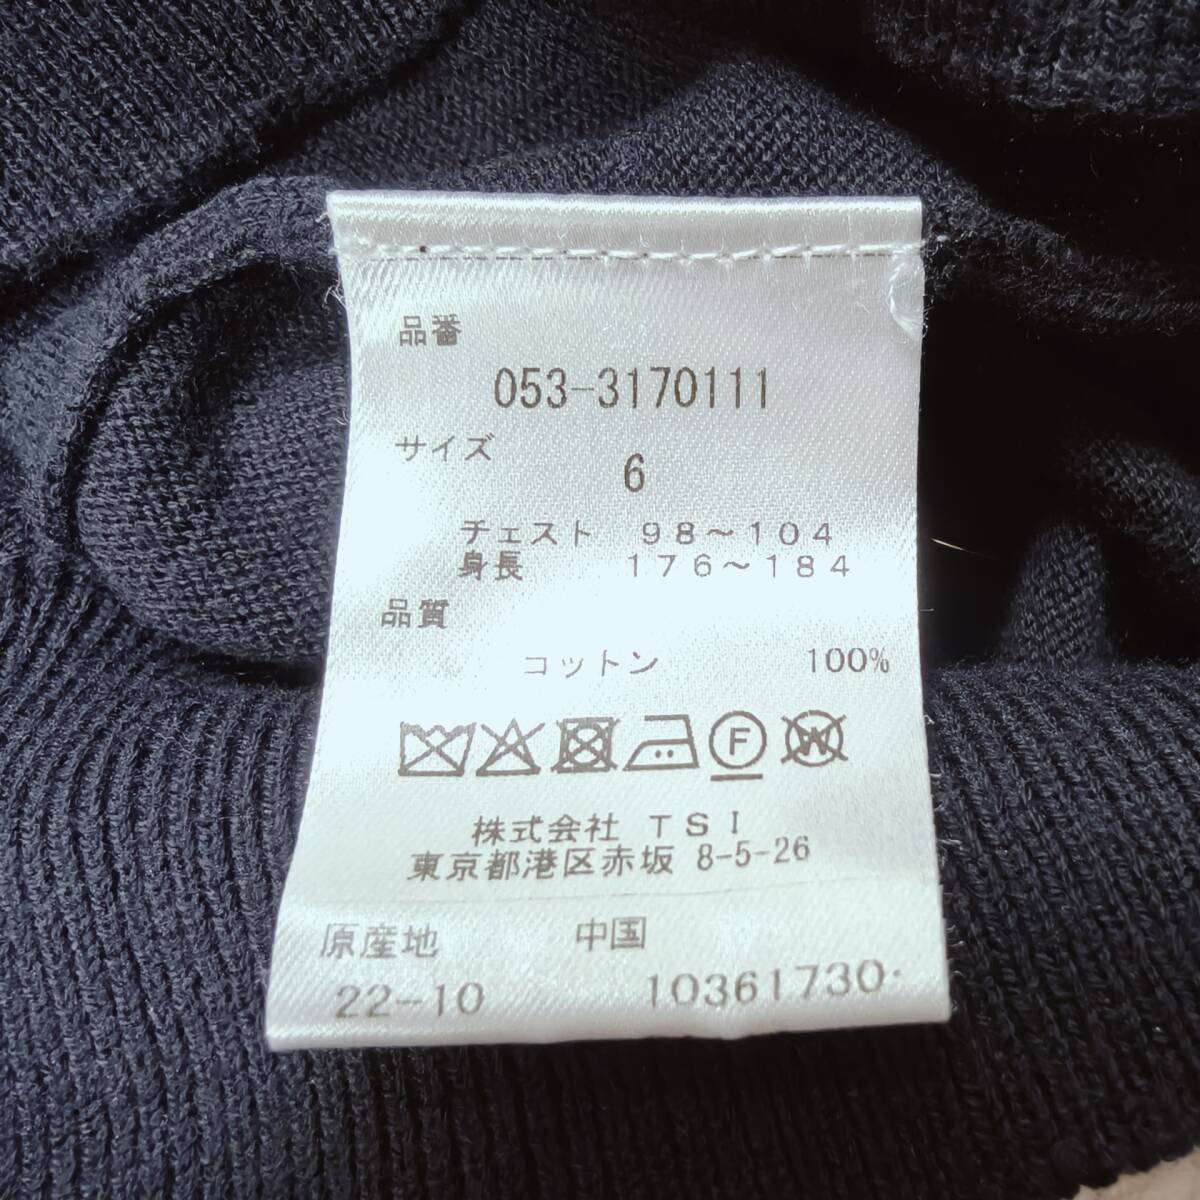 品番
053-3170111
サイズ
6
チェスト 98～104
身長 176～184
品質
コットン 100%
F W
株式会社 TSI
東京都港区赤坂 8-5-26
原産地 中国
22-10 10361730